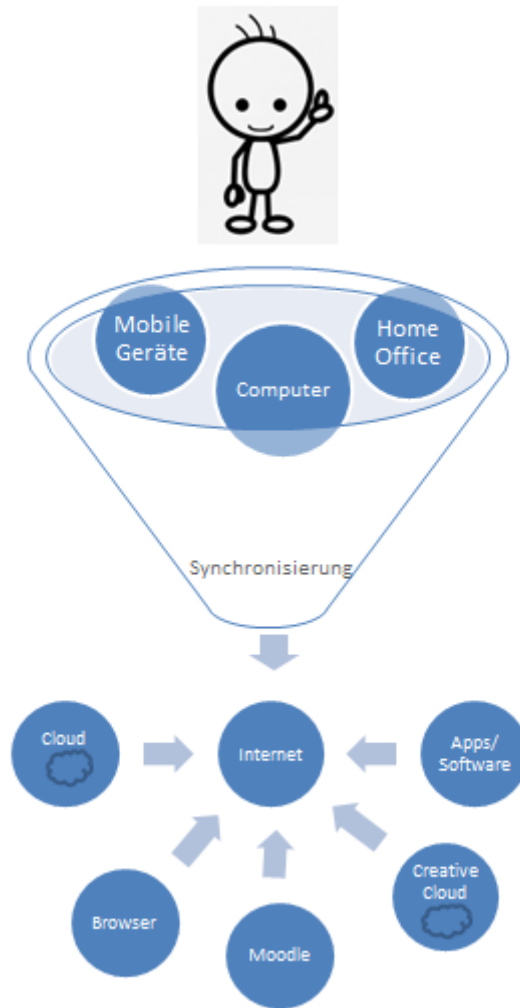 Mobile
Geräte
Home
Office
Computer
Synchronisierung
Cloud
Internet
Apps/
Software
Creative
Cloud
Browser
Moodle